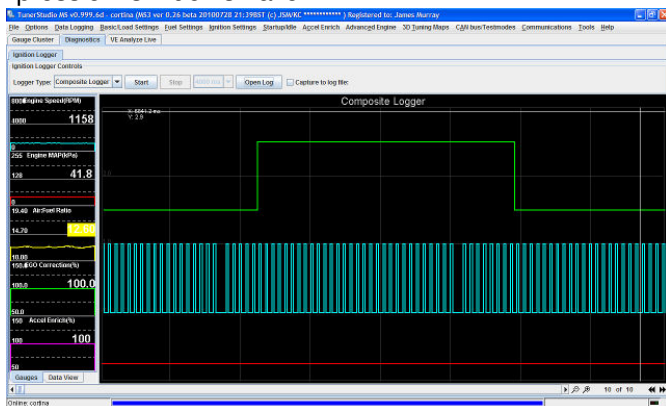 TunerStudio MS v0.999.6d - cortina (MS3 ver 0.26 beta 20100728 21:39BST (c) JSM/KC *********** ) Registered to: James Murray
File Options Data Logging Basic/Load Settings Fuel Settings Ignition Settings Startup/Idle Accel Enrich Advanced Engine 3D Tuning Maps CAN bus/Testmodes Communications Tools Help
Gauge Cluster Diagnostics VE Analyze Live
Ignition Logger
Ignition Logger Controls
Logger Type: Composite Logger Start Stop Open Log Capture to log file:
Composite Logger
Engine Speed(RPM)
4000 1158
0
255 Engine MAP(kPa)
128 41.8
0
19.40 Air:Fuel Ratio
14.70 12.60
10.00
EGO Correction(%)
100.0 100.0
50.0
150 Accel Enrich(%)
100 100
50
Y: 2.9
Gauges Data View
10 of 10
Online: cortina